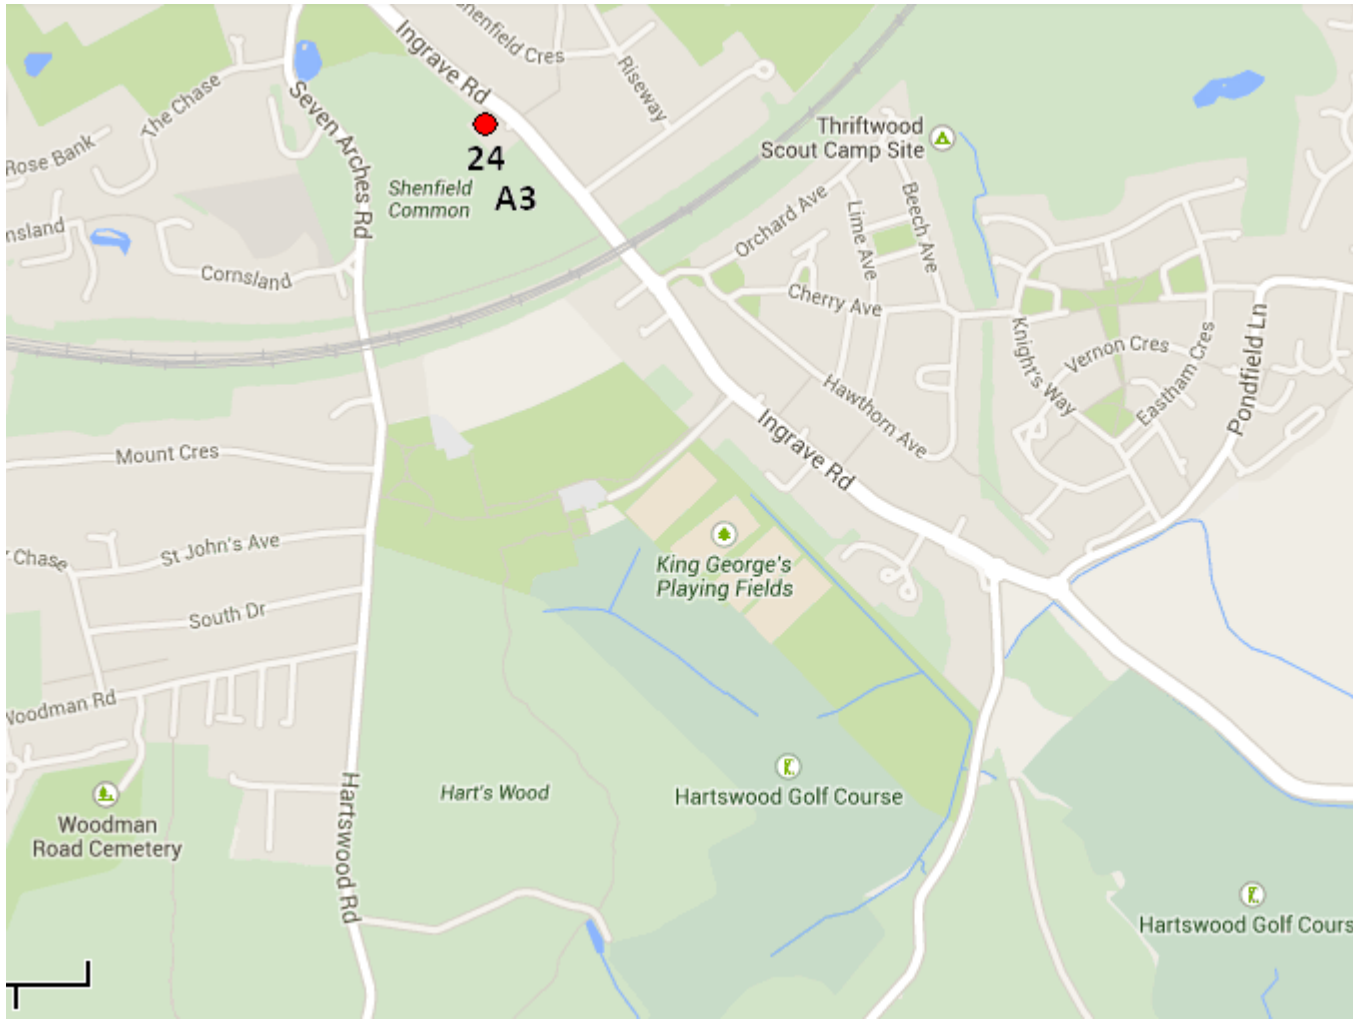 Ingrave Rd
Shenfield Cres
Riseway
The Chase
Rose Bank
Seven Arches Rd
24
A3
Shenfield
Common
Thriftwood
Scout Camp Site
Orchard Ave
Lime Ave
Beech Ave
nsland
Cornsland
Cherry Ave
Knight's Way
Vernon Cres
Eastham Cres
Pondfield Ln
Hawthorn Ave
Ingrave Rd
Mount Cres
St John's Ave
Chase
King George's
Playing Fields
South Dr
Woodman Rd
Hartswood Rd
Hart's Wood
Hartswood Golf Course
Woodman
Road Cemetery
Hartswood Golf Cours